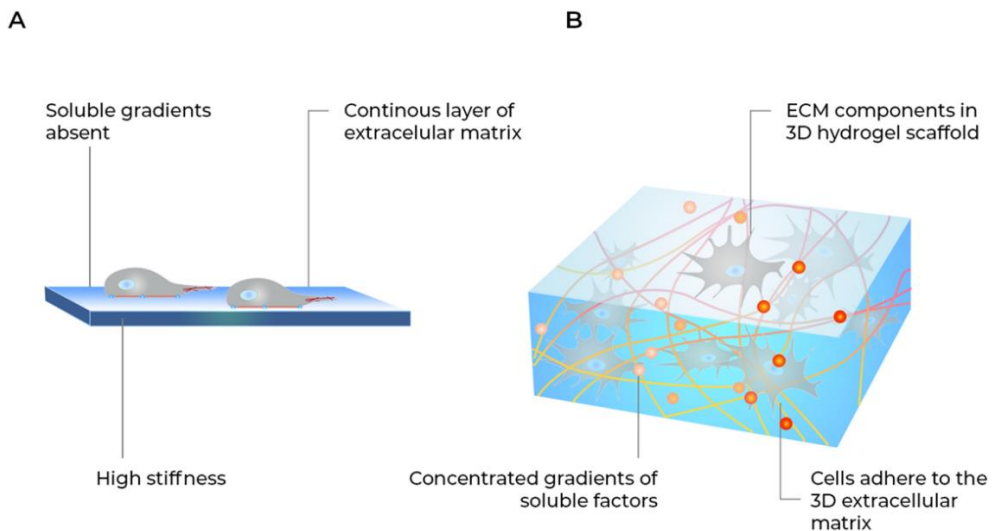 A
B
Soluble gradients
absent
Continous layer of
extracelular matrix
ECM components in
3D hydrogel scaffold
High stiffness
Concentrated gradients of
soluble factors
Cells adhere to the
3D extracellular
matrix